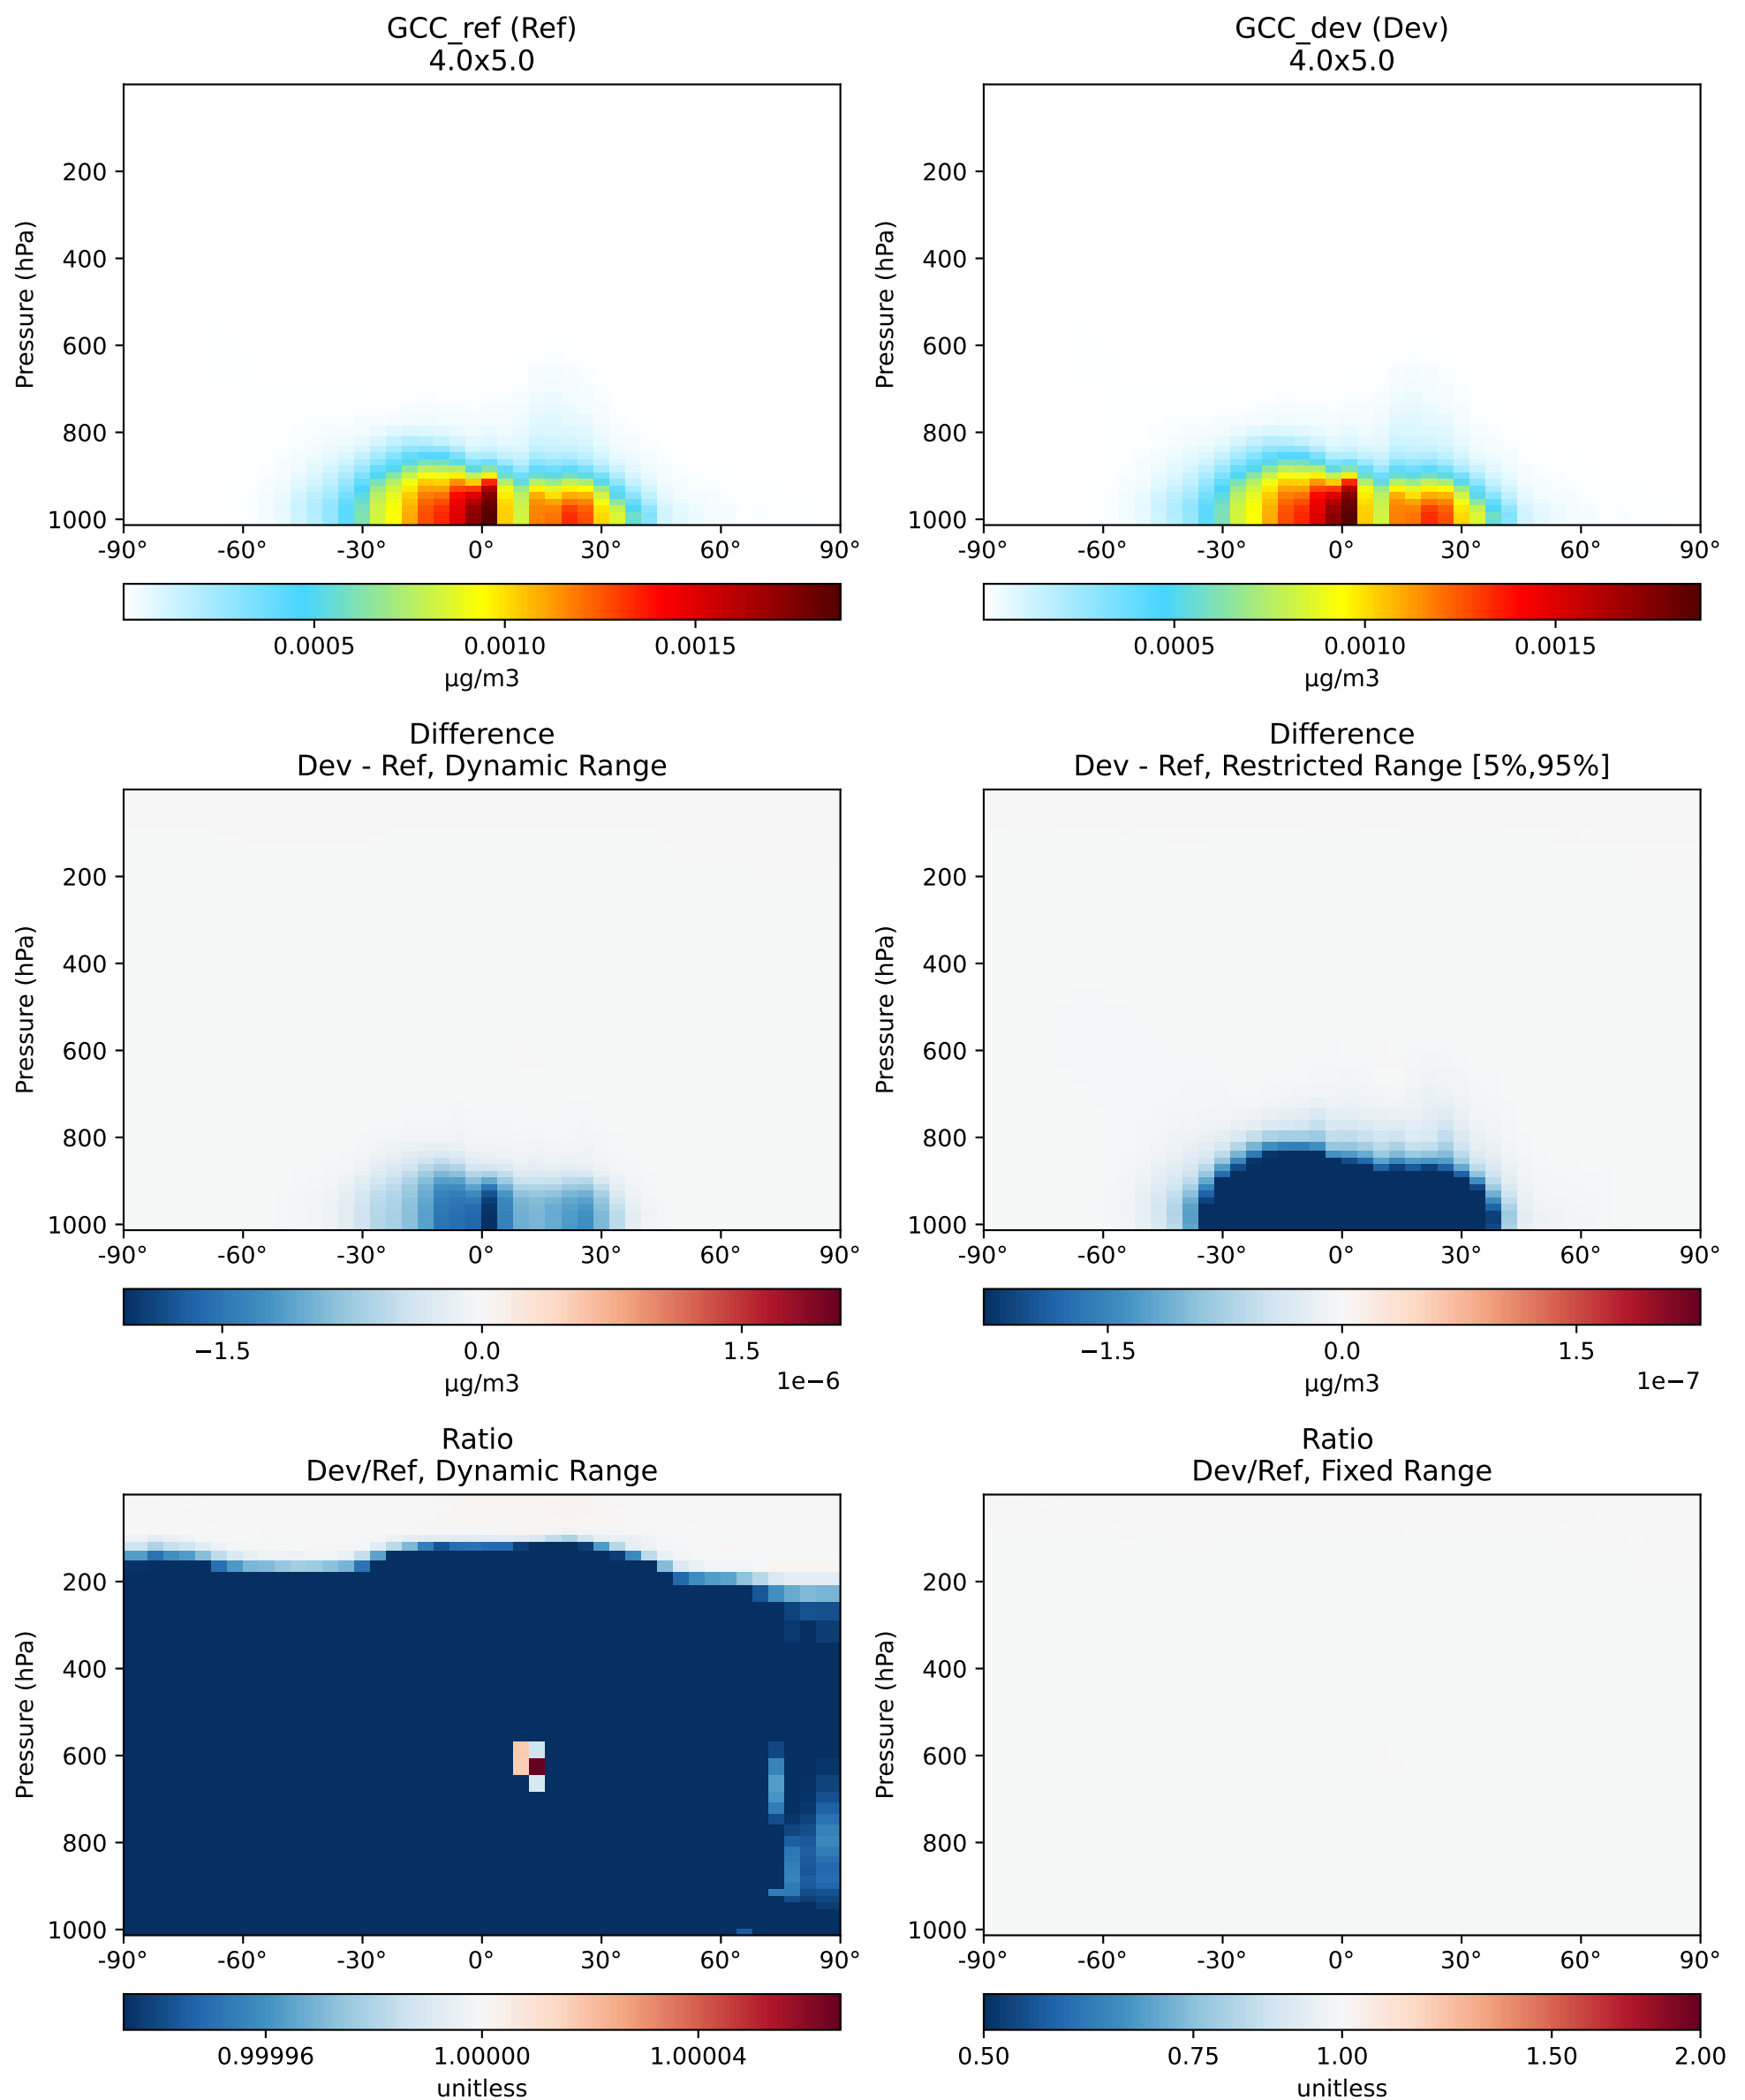 GCC_ref (Ref)
4.0x5.0
Pressure (hPa)
200
400
600
800
1000
-90° -60° -30° 0° 30° 60° 90°
0.0005 0.0010 0.0015
µg/m3
GCC_dev (Dev)
4.0x5.0
Pressure (hPa)
200
400
600
800
1000
-90° -60° -30° 0° 30° 60° 90°
0.0005 0.0010 0.0015
µg/m3
Difference
Dev - Ref, Dynamic Range
Pressure (hPa)
200
400
600
800
1000
-90° -60° -30° 0° 30° 60° 90°
−1.5 0.0 1.5
µg/m3
1e−6
Difference
Dev - Ref, Restricted Range [5%,95%]
Pressure (hPa)
200
400
600
800
1000
-90° -60° -30° 0° 30° 60° 90°
−1.5 0.0 1.5
µg/m3
1e−7
Ratio
Dev/Ref, Dynamic Range
Pressure (hPa)
200
400
600
800
1000
-90° -60° -30° 0° 30° 60° 90°
0.99996 1.00000 1.00004
unitless
Ratio
Dev/Ref, Fixed Range
Pressure (hPa)
200
400
600
800
1000
-90° -60° -30° 0° 30° 60° 90°
0.50 0.75 1.00 1.50 2.00
unitless